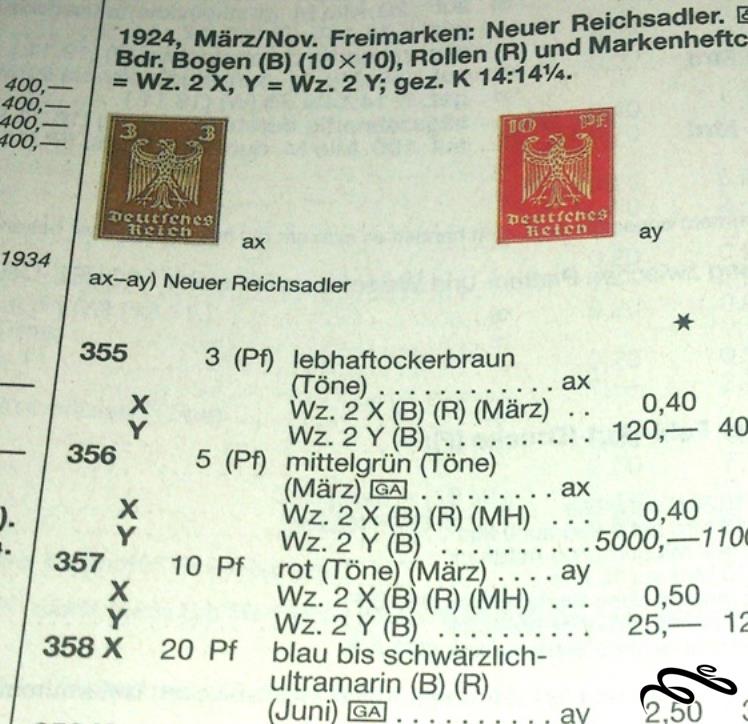 1924, März/Nov. Freimarken: Neuer Reichsadler.
Bdr. Bogen (B) (10×10), Rollen (R) und Markenheftc
= Wz. 2 X, Y = Wz. 2 Y; gez. K 14:14¼.
400,—
400,—
400,—
400,—
3 3
Deutsches
Reich
ax
10 Pf
Deutsches
Reich
ay
1934
ax–ay) Neuer Reichsadler
*
355 3 (Pf) lebhaftockerbraun
(Töne) . . . . . . . . . . . . . ax
X Wz. 2 X (B) (R) (März) . . 0,40
Y Wz. 2 Y (B) . . . . . . . . . . . 120,— 40
356 5 (Pf) mittelgrün (Töne)
(März) GA . . . . . . . . . . ax
X Wz. 2 X (B) (R) (MH) 0,40
Y Wz. 2 Y (B) . . . . . . . . . . 5000,—1100
357 10 Pf rot (Töne) (März) . . . . ay
X Wz. 2 X (B) (R) (MH) 0,50
Y Wz. 2 Y (B) . . . . . . . . . . 25,— 12
358 X 20 Pf blau bis schwärzlich-
ultramarin (B) (R)
(Juni) GA . . . . . . . . . . ay 2,50